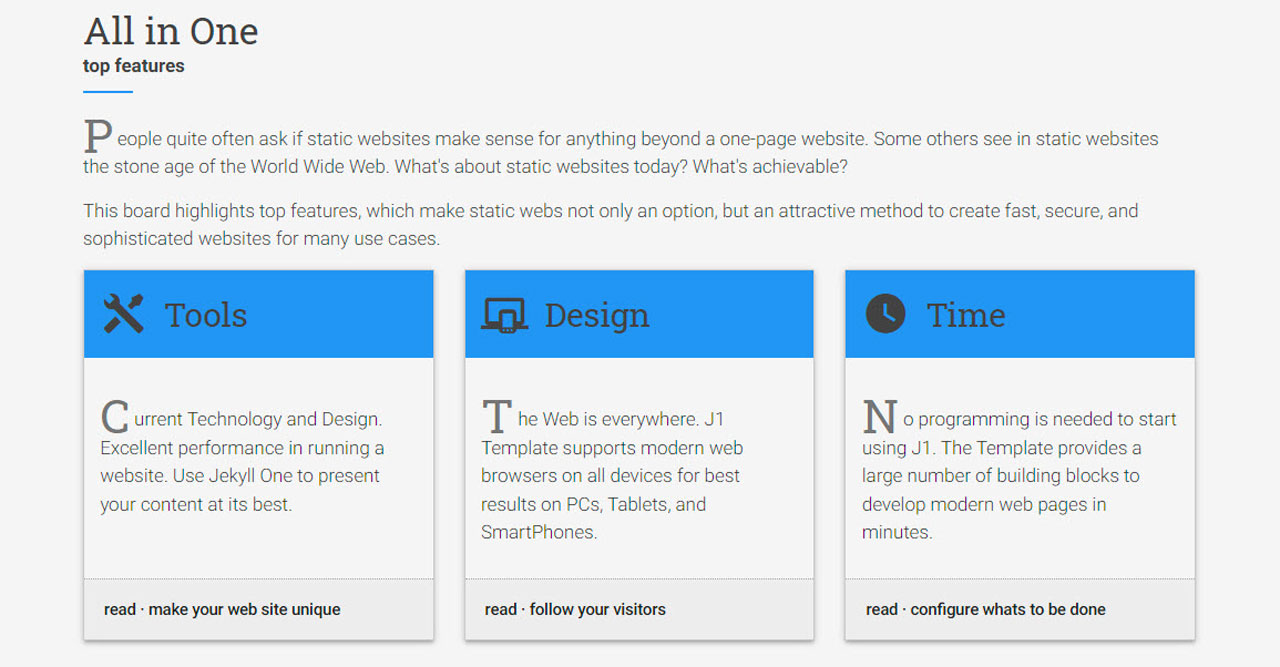 All in One
top features
People quite often ask if static websites make sense for anything beyond a one-page website. Some others see in static websites
the stone age of the World Wide Web. What's about static websites today? What's achievable?
This board highlights top features, which make static webs not only an option, but an attractive method to create fast, secure, and
sophisticated websites for many use cases.
Tools
Current Technology and Design.
Excellent performance in running a
website. Use Jekyll One to present
your content at its best.
read · make your web site unique
Design
The Web is everywhere. J1
Template supports modern web
browsers on all devices for best
results on PCs, Tablets, and
SmartPhones.
read · follow your visitors
Time
No programming is needed to start
using J1. The Template provides a
large number of building blocks to
develop modern web pages in
minutes.
read · configure whats to be done